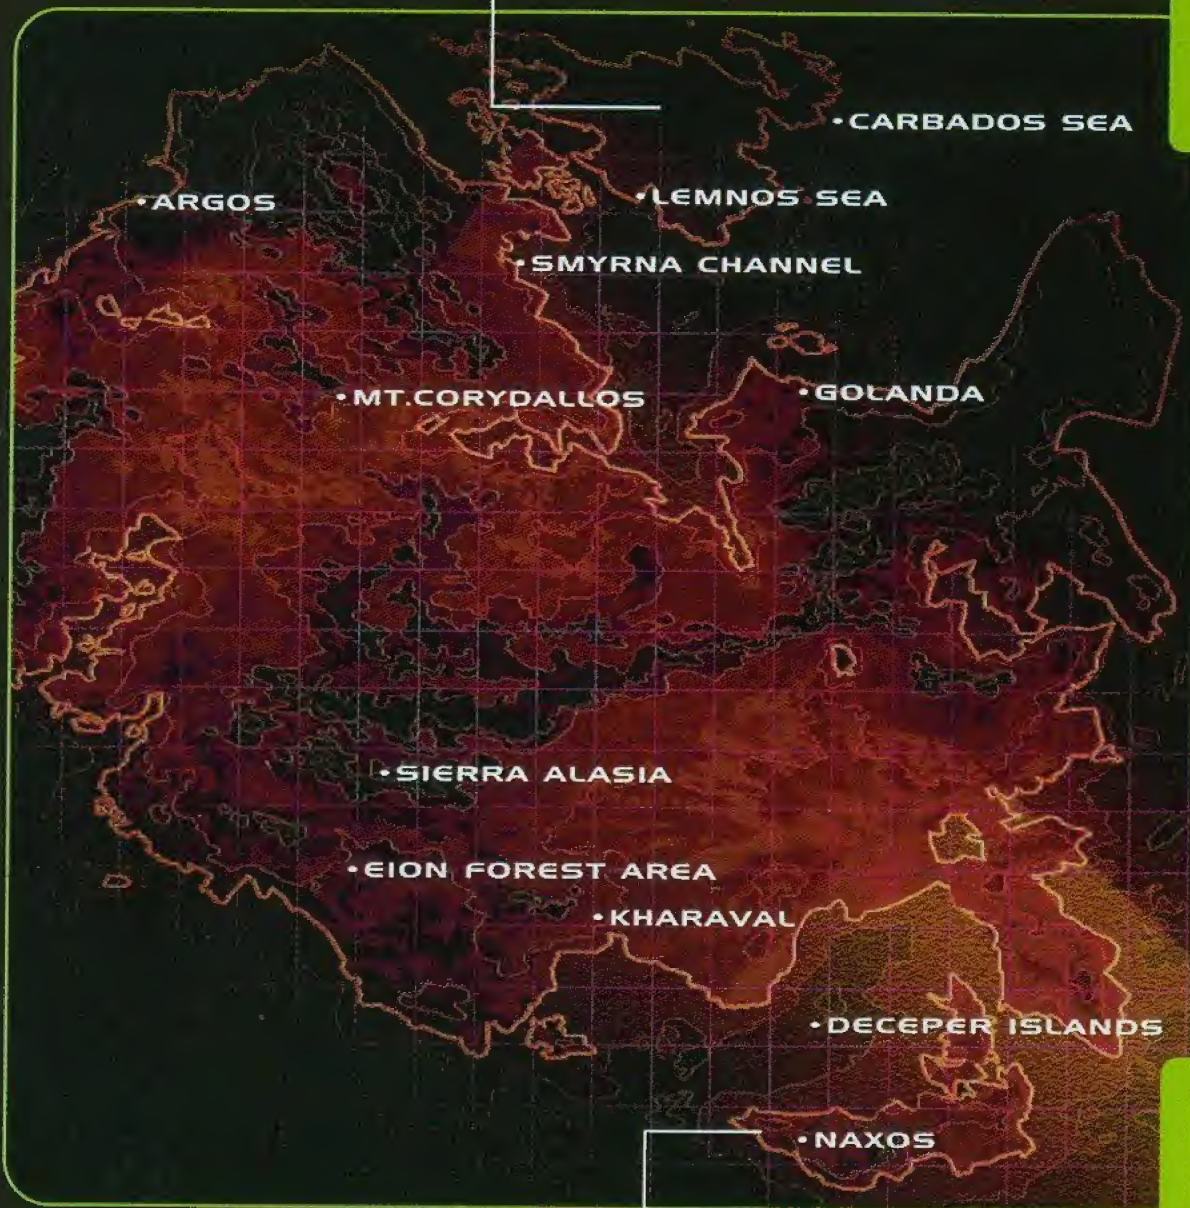 CARBADOS SEA
ARGOS
LEMNOS SEA
SMYRNA CHANNEL
MT.CORYDALLOS
GOLANDA
SIERRA ALASIA
EION FOREST AREA
KHARAVAL
DECEPER ISLANDS
NAXOS